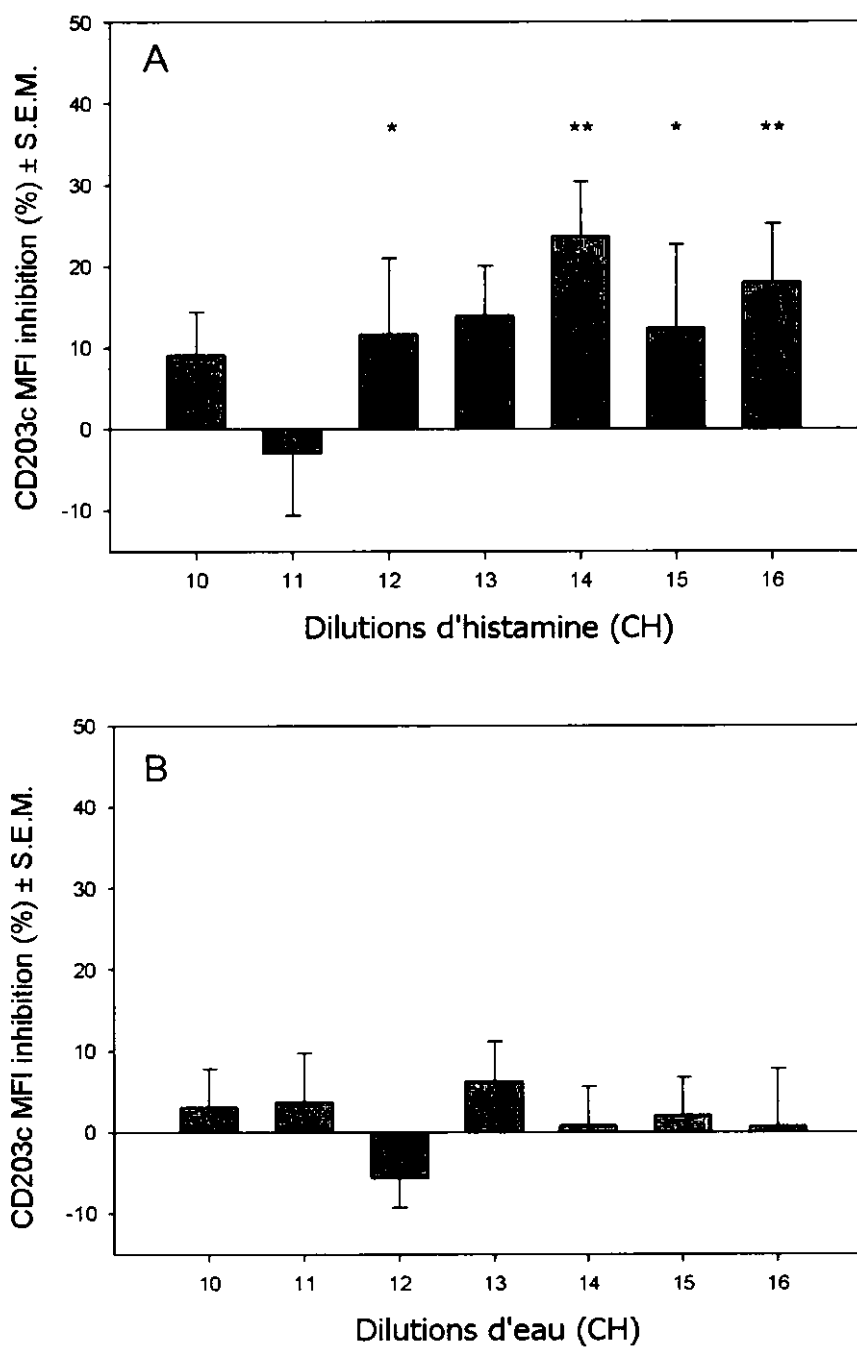 50
A
40
* ** * **
30
20
10
0
-10
CD203c MFI inhibition (%) ± S.E.M.
10 11 12 13 14 15 16
Dilutions d'histamine (CH)
50
B
40
30
20
10
0
-10
CD203c MFI inhibition (%) ± S.E.M.
10 11 12 13 14 15 16
Dilutions d'eau (CH)